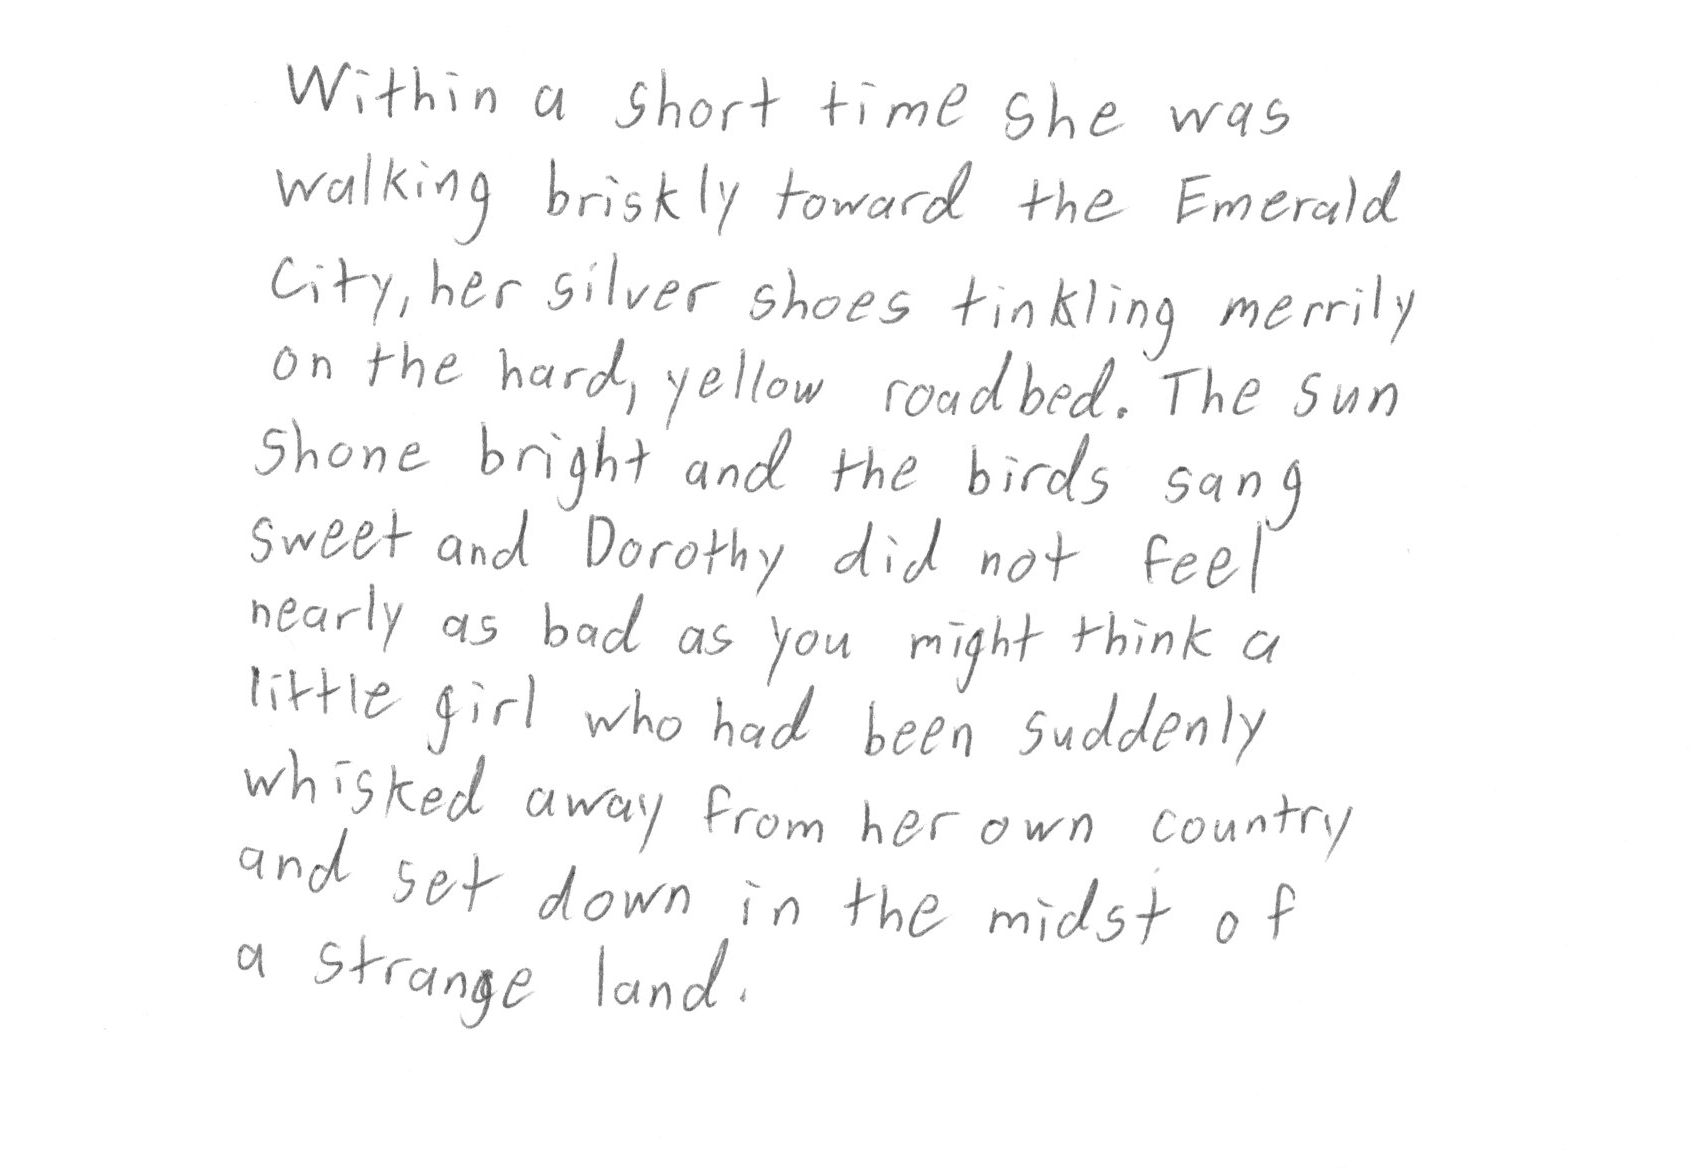 Within a short time she was
walking briskly toward the Emerald
City, her silver shoes tinkling merrily
on the hard, yellow roadbed. The sun
shone bright and the birds sang
sweet and Dorothy did not feel
nearly as bad as you might think a
little girl who had been suddenly
whisked away from her own country
and set down in the midst of
a strange land.